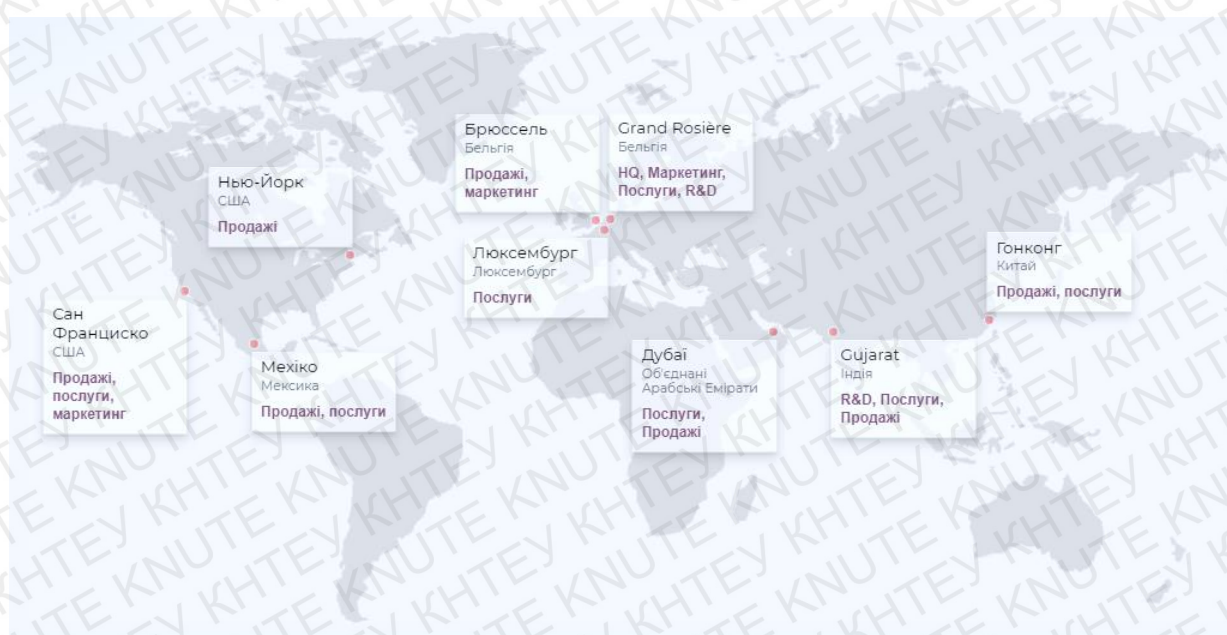 Брюссель
Бельгія
Продажі,
маркетинг
Grand Rosière
Бельгія
HQ, Маркетинг,
Послуги, R&D
Нью-Йорк
США
Продажі
Люксембург
Люксембург
Послуги
Гонконг
Китай
Продажі, послуги
Сан
Франциско
США
Продажі,
послуги,
маркетинг
Мехіко
Мексика
Продажі, послуги
Дубаї
Об'єднані
Арабські Емірати
Послуги,
Продажі
Gujarat
Індія
R&D, Послуги,
Продажі
KNUTE КНТЕУ